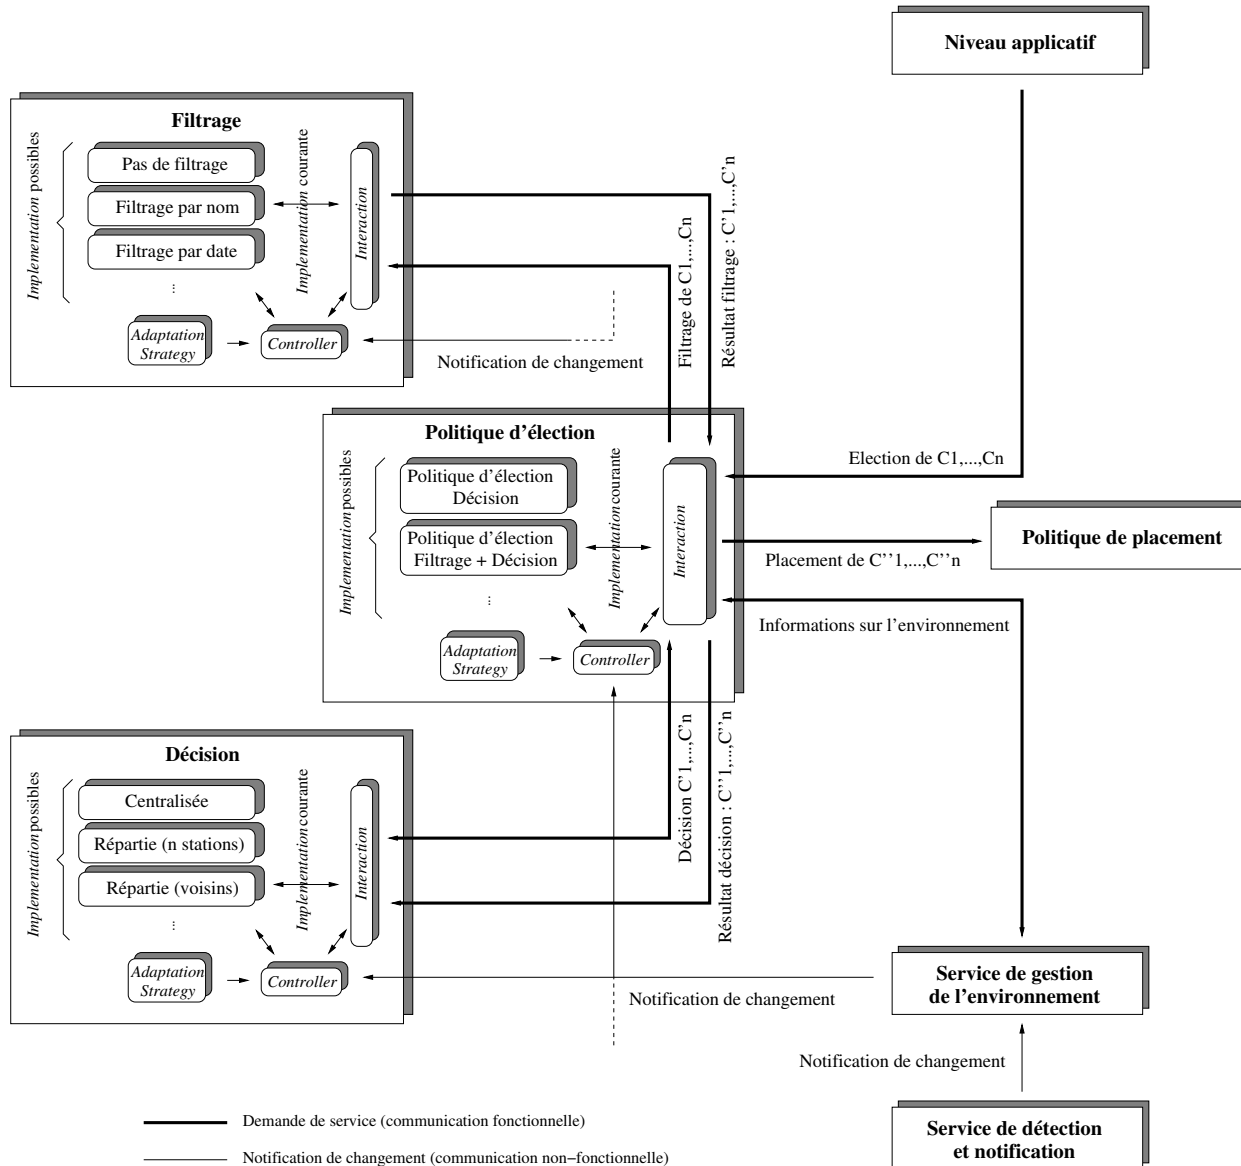 Niveau applicatif
Filtrage
Implementation possibles
Pas de filtrage
Filtrage par nom
Filtrage par date
...
Implementation courante
Interaction
Adaptation
Strategy
Controller
Notification de changement
Filtrage de C1,...,Cn
Résultat filtrage : C'1,...,C'n
Politique d'élection
Implementation possibles
Politique d'élection
Décision
Politique d'élection
Filtrage + Décision
...
Implementation courante
Interaction
Adaptation
Strategy
Controller
Election de C1,...,Cn
Politique de placement
Placement de C''1,...,C''n
Informations sur l'environnement
Décision C'1,...,C'n
Résultat décision : C''1,...,C''n
Décision
Implementation possibles
Centralisée
Répartie (n stations)
Répartie (voisins)
...
Implementation courante
Interaction
Adaptation
Strategy
Controller
Notification de changement
Service de gestion
de l'environnement
Notification de changement
Service de détection
et notification
Demande de service (communication fonctionnelle)
Notification de changement (communication non−fonctionnelle)